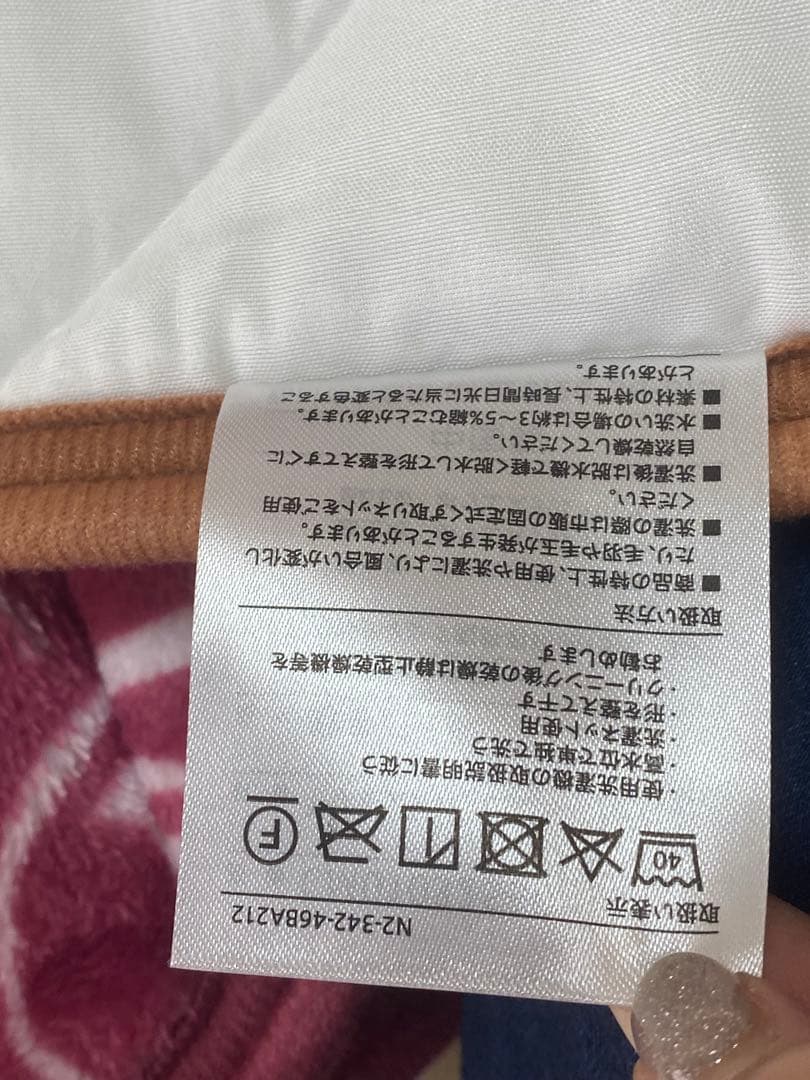 N2-342-46BA212
取扱い表示
40
F
・使用洗濯機の取扱説明書に従う
・高水位で単独で洗う
・洗濯ネット使用
・形を整えて干す
・クリーニング後の乾燥は静止型乾燥機等を
お勧めします
取扱い方法
■ 商品の特性上、使用や洗濯により、風合いが変化し
たり、毛羽や毛玉が発生することがあります。
■ 洗濯の際は市販の固定式くず取りネットをご使用
ください。
■ 洗濯後は脱水機で軽く脱水して形を整えてすぐに
自然乾燥してください。
■ 水洗いの場合は約3～5%縮むことがあります。
■ 素材の特性上、長時間日光に当たると変色するこ
とがあります。